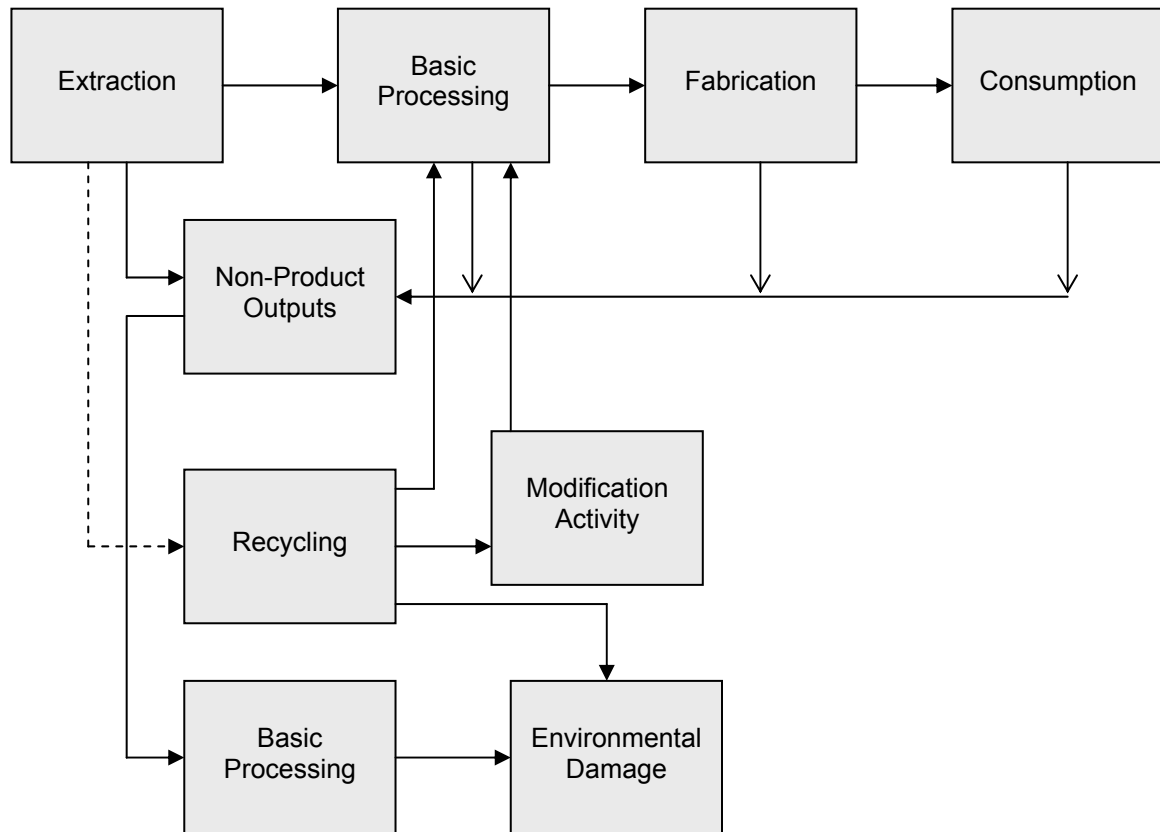 Extraction
Basic
Processing
Fabrication
Consumption
Non-Product
Outputs
Modification
Activity
Recycling
Basic
Processing
Environmental
Damage